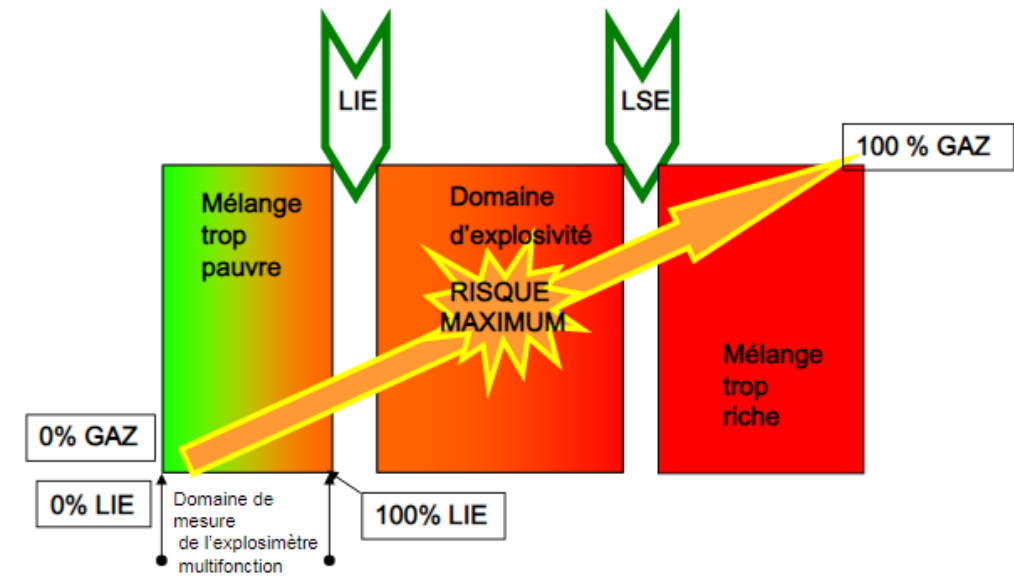 LIE
LSE
100 % GAZ
Mélange
trop
pauvre
Domaine
d'explosivité
RISQUE
MAXIMUM
Mélange
trop
riche
0% GAZ
0% LIE
Domaine de
mesure
de l'explosimètre
multifonction
100% LIE